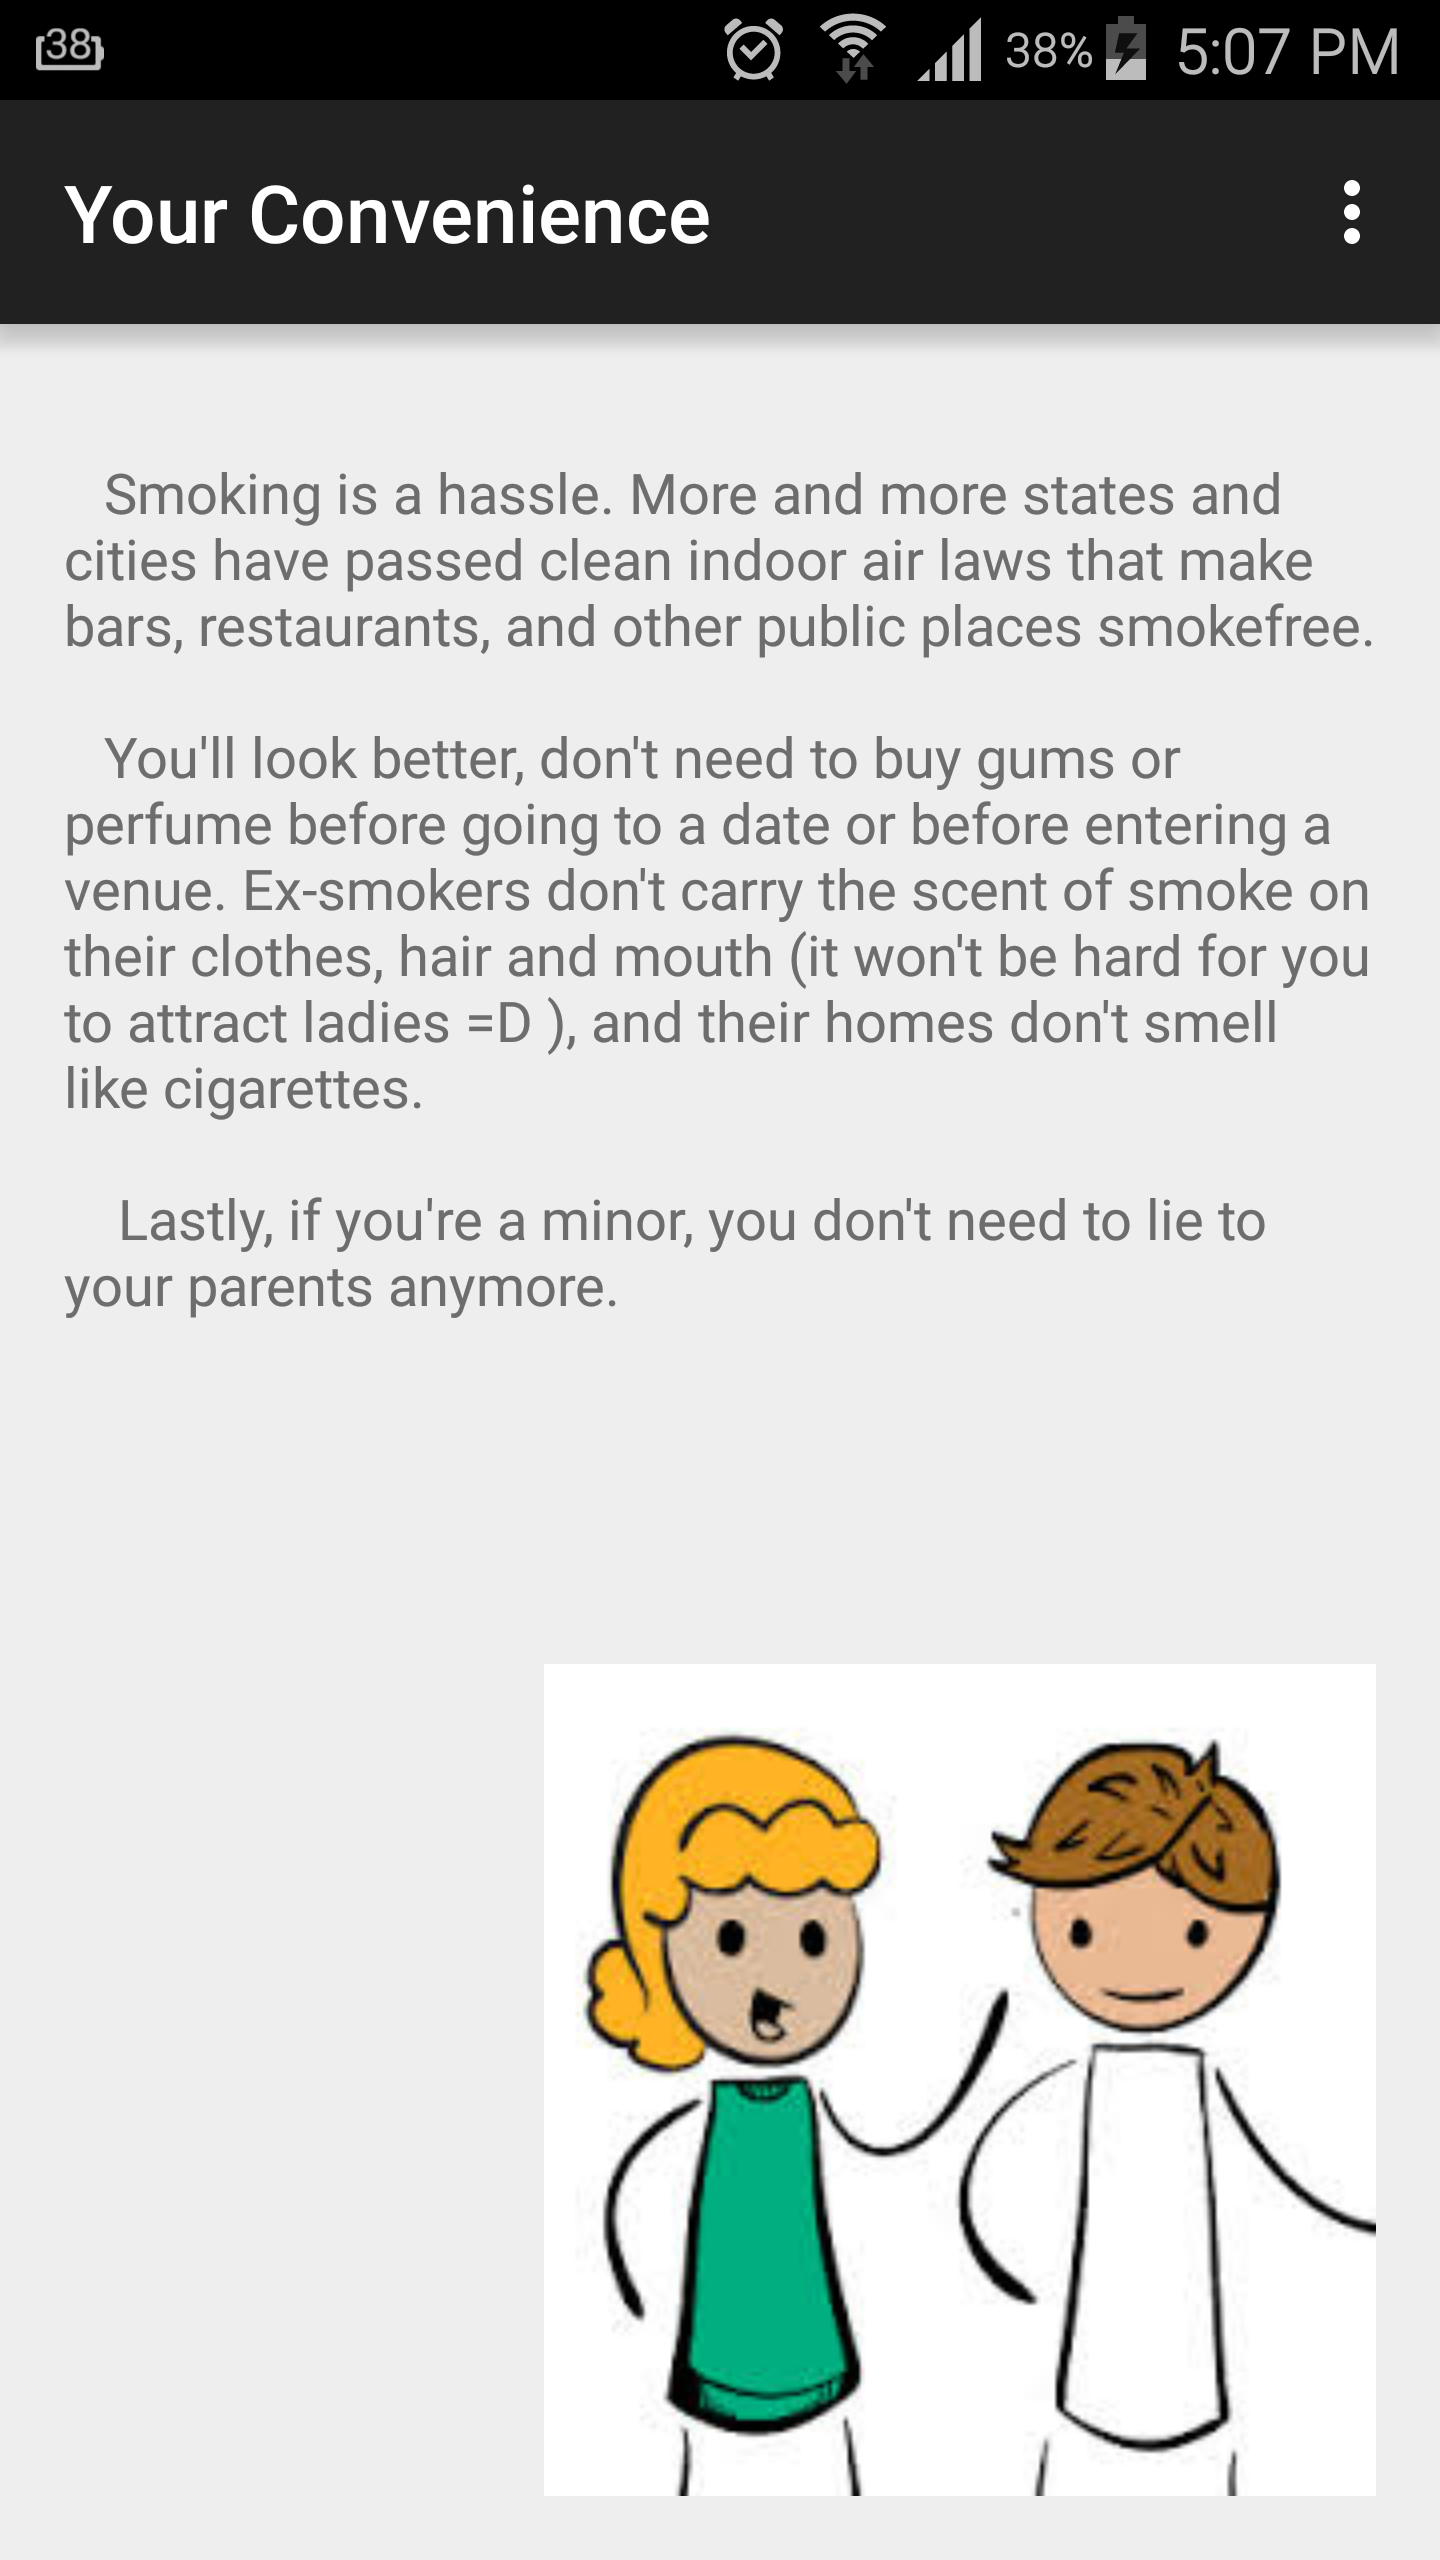 38
38% 5:07 PM
Your Convenience
Smoking is a hassle. More and more states and
cities have passed clean indoor air laws that make
bars, restaurants, and other public places smokefree.
You'll look better, don't need to buy gums or
perfume before going to a date or before entering a
venue. Ex-smokers don't carry the scent of smoke on
their clothes, hair and mouth (it won't be hard for you
to attract ladies =D ), and their homes don't smell
like cigarettes.
Lastly, if you're a minor, you don't need to lie to
your parents anymore.